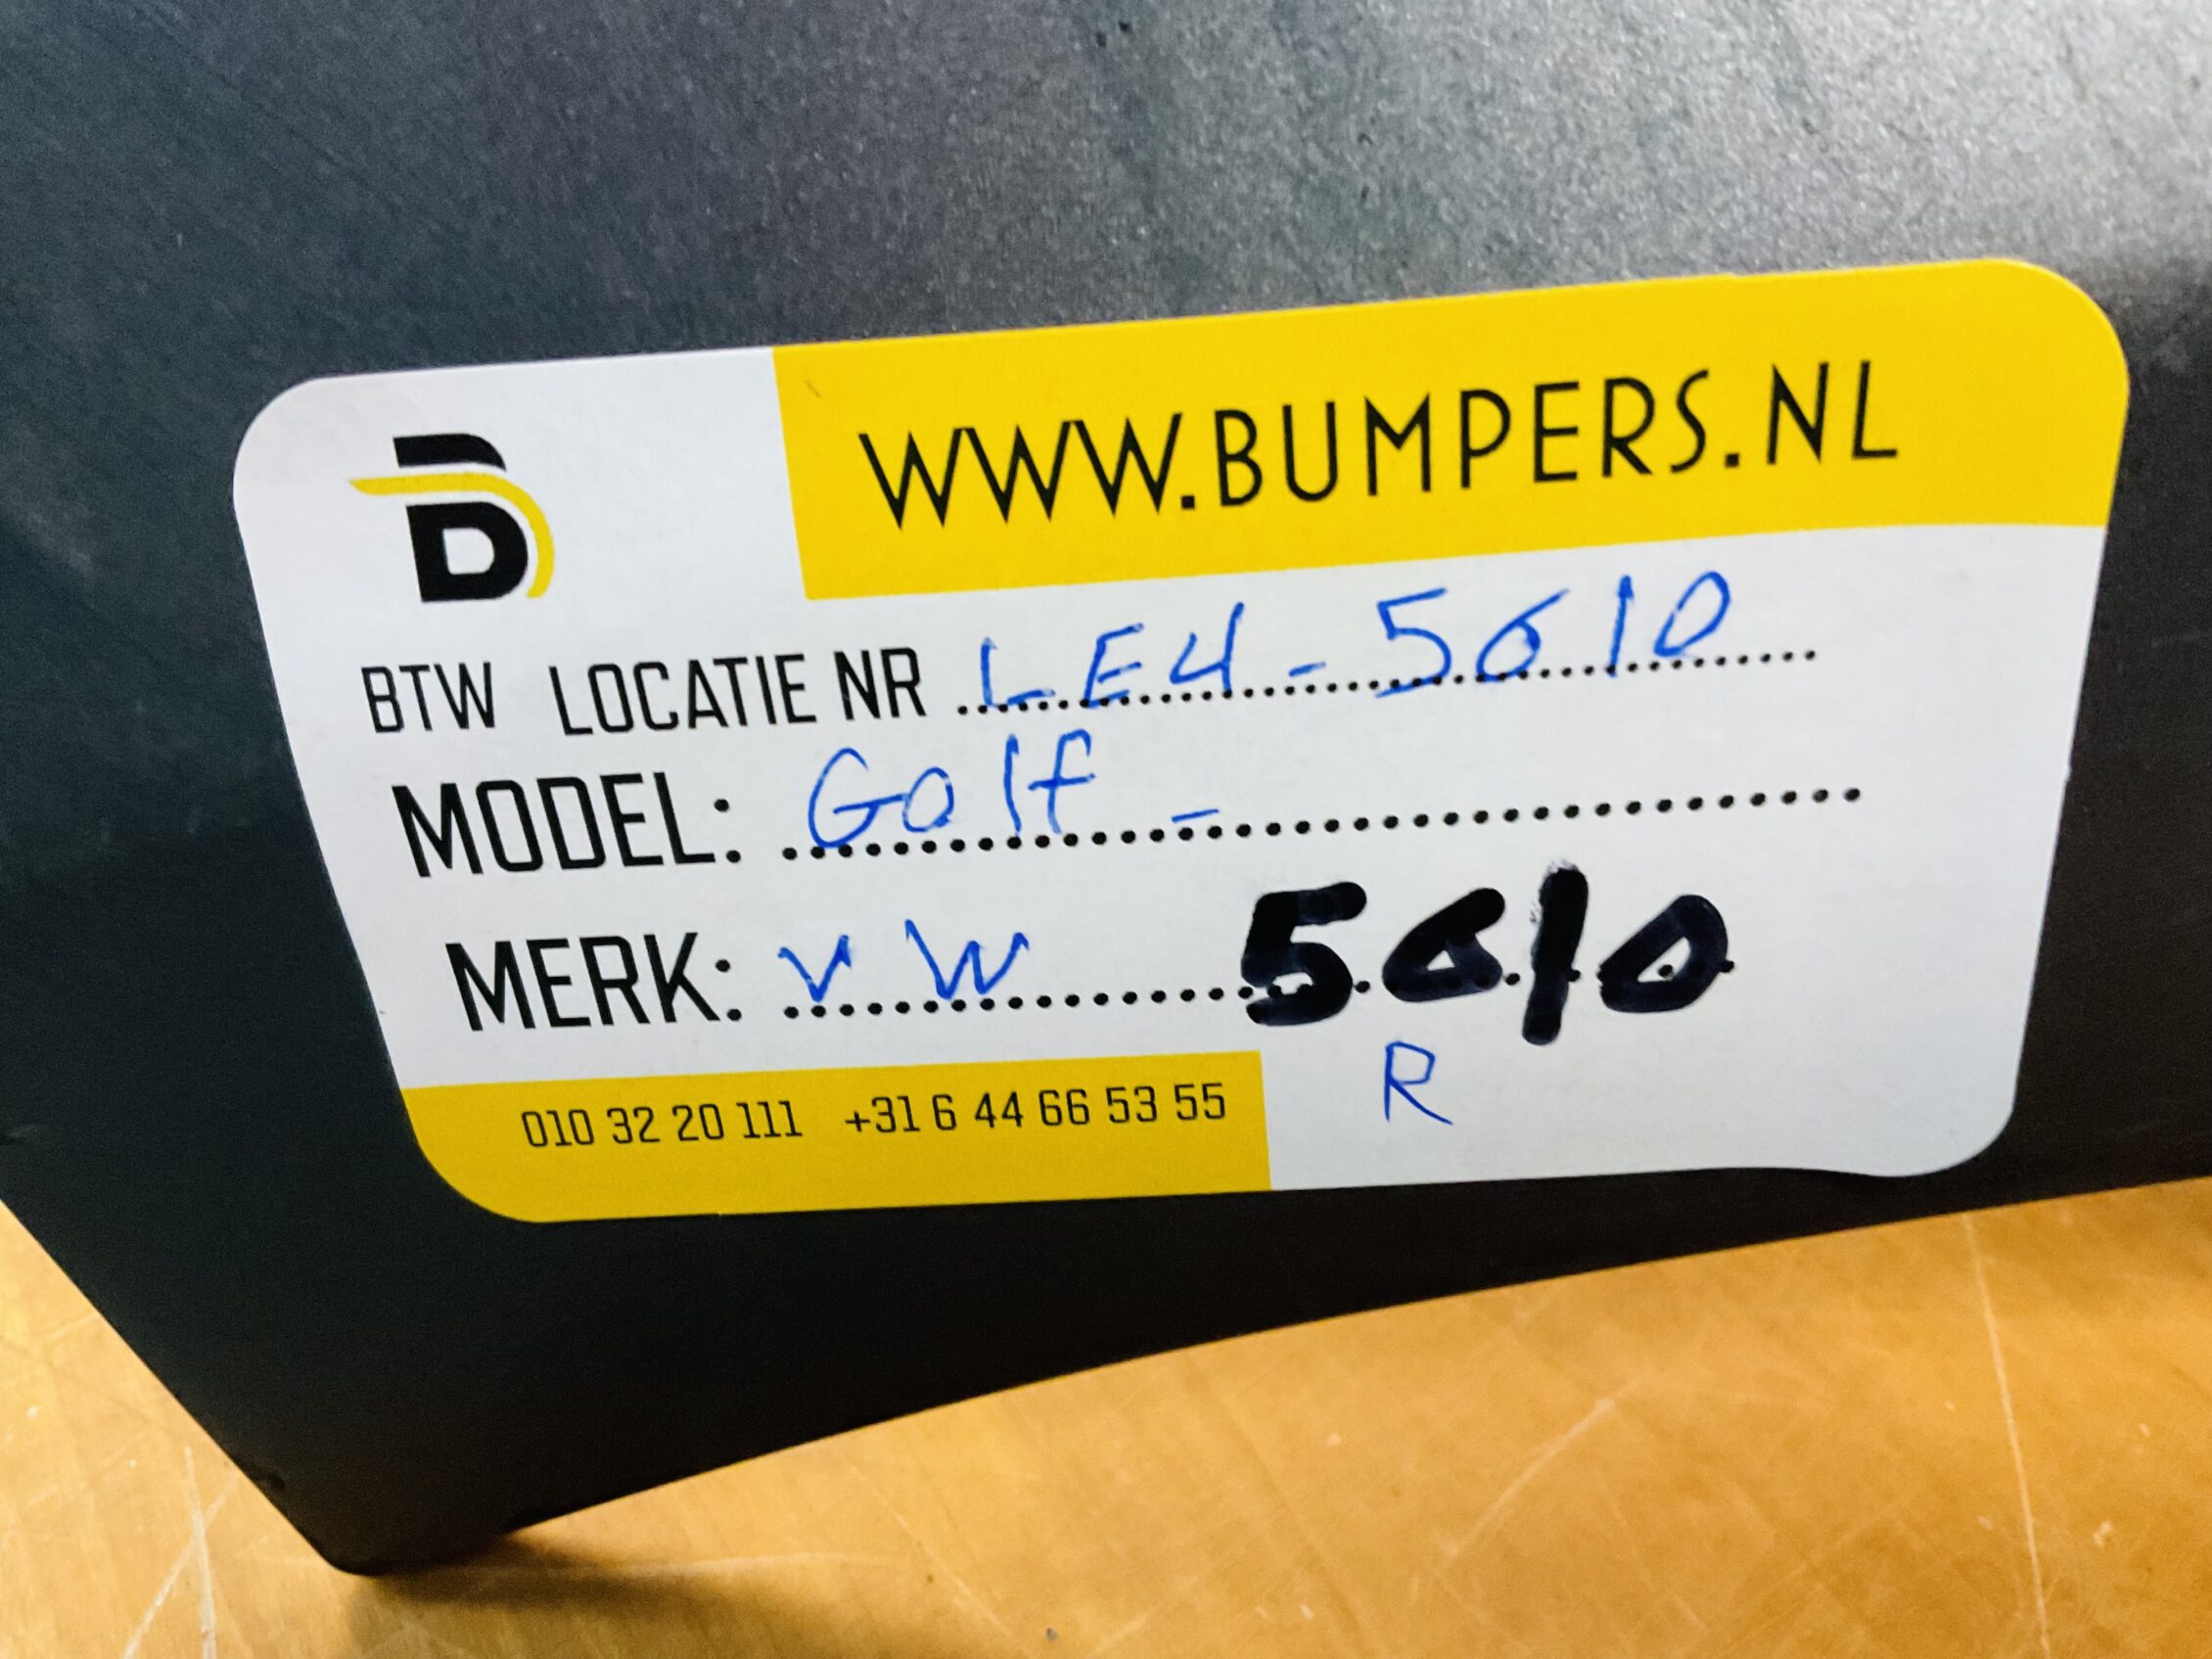 B WWW.BUMPERS.NL
BTW LOCATIE NR LE4-5610
MODEL: Golf -
MERK: VW 5610
010 32 20 111 +31 6 44 66 53 55 R